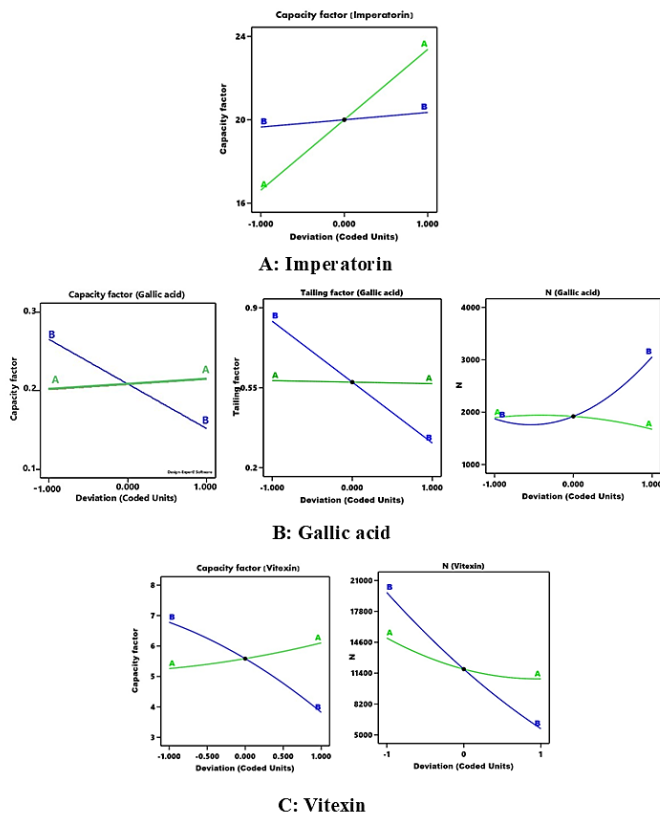 Capacity factor (Imperatorin)
24
20
16
Capacity factor
A
B
B
A
-1.000
0.000
1.000
Deviation (Coded Units)
A: Imperatorin
Capacity factor (Gallic acid)
0.3
0.2
0.1
Capacity factor
B
A
A
B
Design-Expert® Software
-1.000
0.000
1.000
Deviation (Coded Units)
Tailing factor (Gallic acid)
0.9
0.55
0.2
Tailing factor
B
A
A
B
-1.000
0.000
1.000
Deviation (Coded Units)
N (Gallic acid)
4000
3000
2000
1000
N
A
B
B
A
-1.000
0.000
1.000
Deviation (Coded Units)
B: Gallic acid
Capacity factor (Vitexin)
8
7
6
5
4
3
Capacity factor
B
A
A
B
-1.000
-0.500
0.000
0.500
1.000
Deviation (Coded Units)
N (Vitexin)
21000
17800
14600
11400
8200
5000
N
B
A
A
B
-1
0
1
Deviation (Coded Units)
C: Vitexin